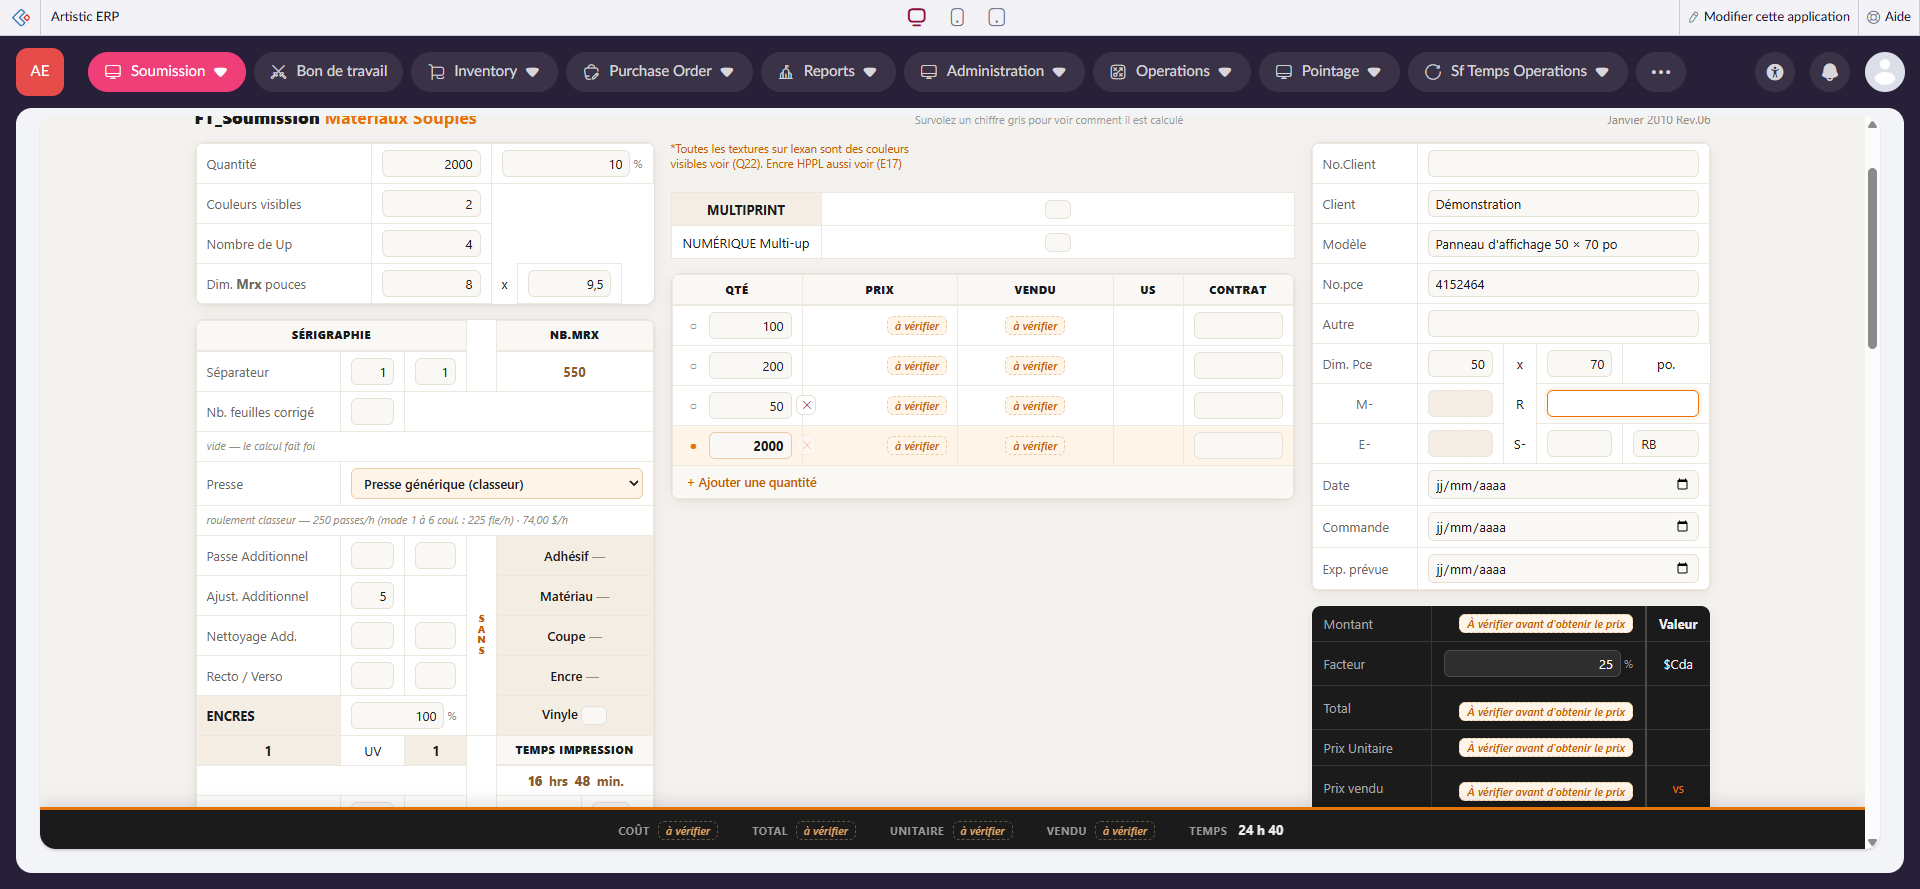 Artistic ERP
Modifier cette application
Aide
AE
Soumission
Bon de travail
Inventory
Purchase Order
Reports
Administration
Operations
Pointage
Sf Temps Operations
FT_Soumission Matériaux Souples
Survolez un chiffre gris pour voir comment il est calculé
Janvier 2010 Rev.06
Quantité 2000 10 %
Couleurs visibles 2
Nombre de Up 4
Dim. Mrx pouces 8 x 9,5
SÉRIGRAPHIE NB.MRX
Séparateur 1 1 550
Nb. feuilles corrigé
vide — le calcul fait foi
Presse Presse générique (classeur)
roulement classeur — 250 passes/h (mode 1 à 6 coul. : 225 fle/h) · 74,00 $/h
Passe Additionnel
Ajust. Additionnel 5
Nettoyage Add.
Recto / Verso
SANS
Adhésif —
Matériau —
Coupe —
Encre —
Vinyle
ENCRES 100 %
1 UV 1
TEMPS IMPRESSION
16 hrs 48 min.
*Toutes les textures sur lexan sont des couleurs
visibles voir (Q22). Encre HPPL aussi voir (E17)
MULTIPRINT
NUMÉRIQUE Multi-up
QTÉ PRIX VENDU US CONTRAT
100 à vérifier à vérifier
200 à vérifier à vérifier
50 à vérifier à vérifier
2000 à vérifier à vérifier
+ Ajouter une quantité
No.Client
Client Démonstration
Modèle Panneau d'affichage 50 × 70 po
No.pce 4152464
Autre
Dim. Pce 50 x 70 po.
M- R
E- S- RB
Date jj/mm/aaaa
Commande jj/mm/aaaa
Exp. prévue jj/mm/aaaa
Montant À vérifier avant d'obtenir le prix Valeur
Facteur 25 % $Cda
Total À vérifier avant d'obtenir le prix
Prix Unitaire À vérifier avant d'obtenir le prix
Prix vendu À vérifier avant d'obtenir le prix vs
COÛT à vérifier TOTAL à vérifier UNITAIRE à vérifier VENDU à vérifier TEMPS 24 h 40